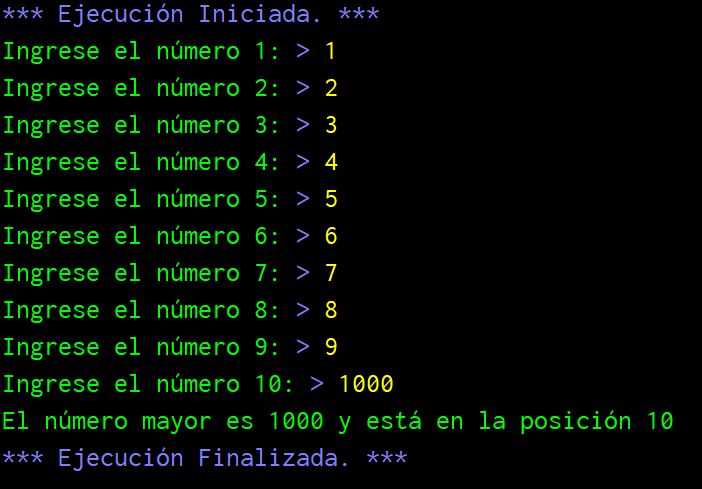 *** Ejecución Iniciada. ***
Ingrese el número 1: > 1
Ingrese el número 2: > 2
Ingrese el número 3: > 3
Ingrese el número 4: > 4
Ingrese el número 5: > 5
Ingrese el número 6: > 6
Ingrese el número 7: > 7
Ingrese el número 8: > 8
Ingrese el número 9: > 9
Ingrese el número 10: > 1000
El número mayor es 1000 y está en la posición 10
*** Ejecución Finalizada. ***